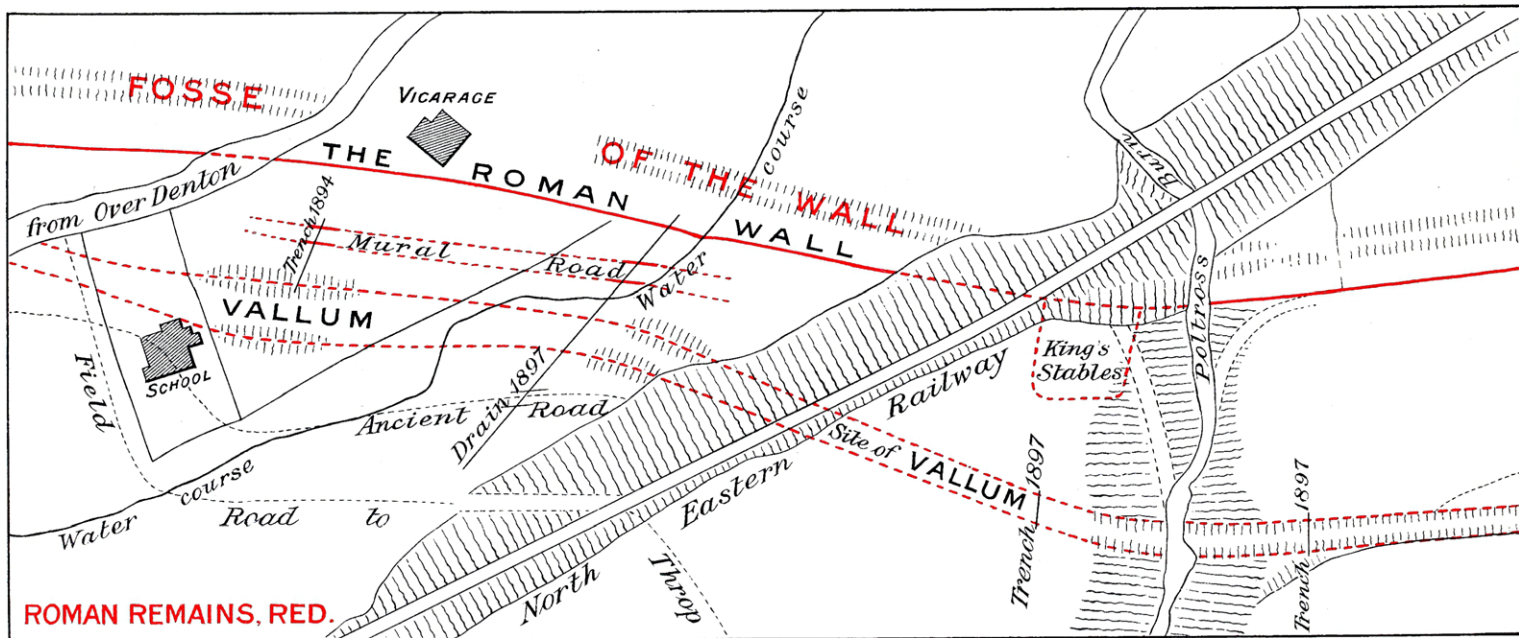 FOSSE
VICARAGE
OF THE WALL
THE ROMAN WALL
from Over Denton
Trench 1894
Mural Road
Water course
Burn
Poltross
VALLUM
King's
Stables
Field
SCHOOL
Drain 1897
Ancient Road
North Eastern Railway
Site of VALLUM
Trench 1897
Trench 1897
Water course
Road to Throp
ROMAN REMAINS, RED.